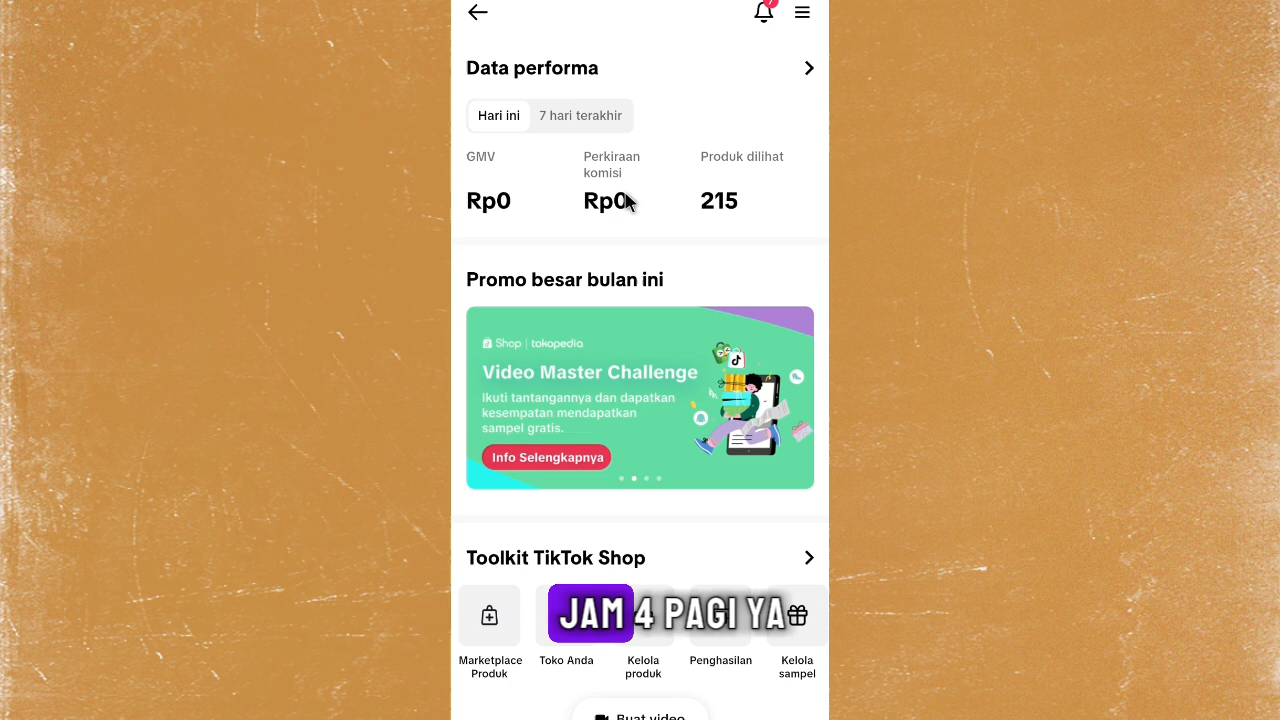 Data performa
Hari ini
7 hari terakhir
GMV
Perkiraan
komisi
Produk dilihat
Rp0
Rp0
215
Promo besar bulan ini
Shop | tokopedia
Video Master Challenge
Ikuti tantangannya dan dapatkan
kesempatan mendapatkan
sampel gratis.
Info Selengkapnya
Toolkit TikTok Shop
JAM 4 PAGI YA
Marketplace
Produk
Toko Anda
Kelola
produk
Penghasilan
Kelola
sampel
Buat video